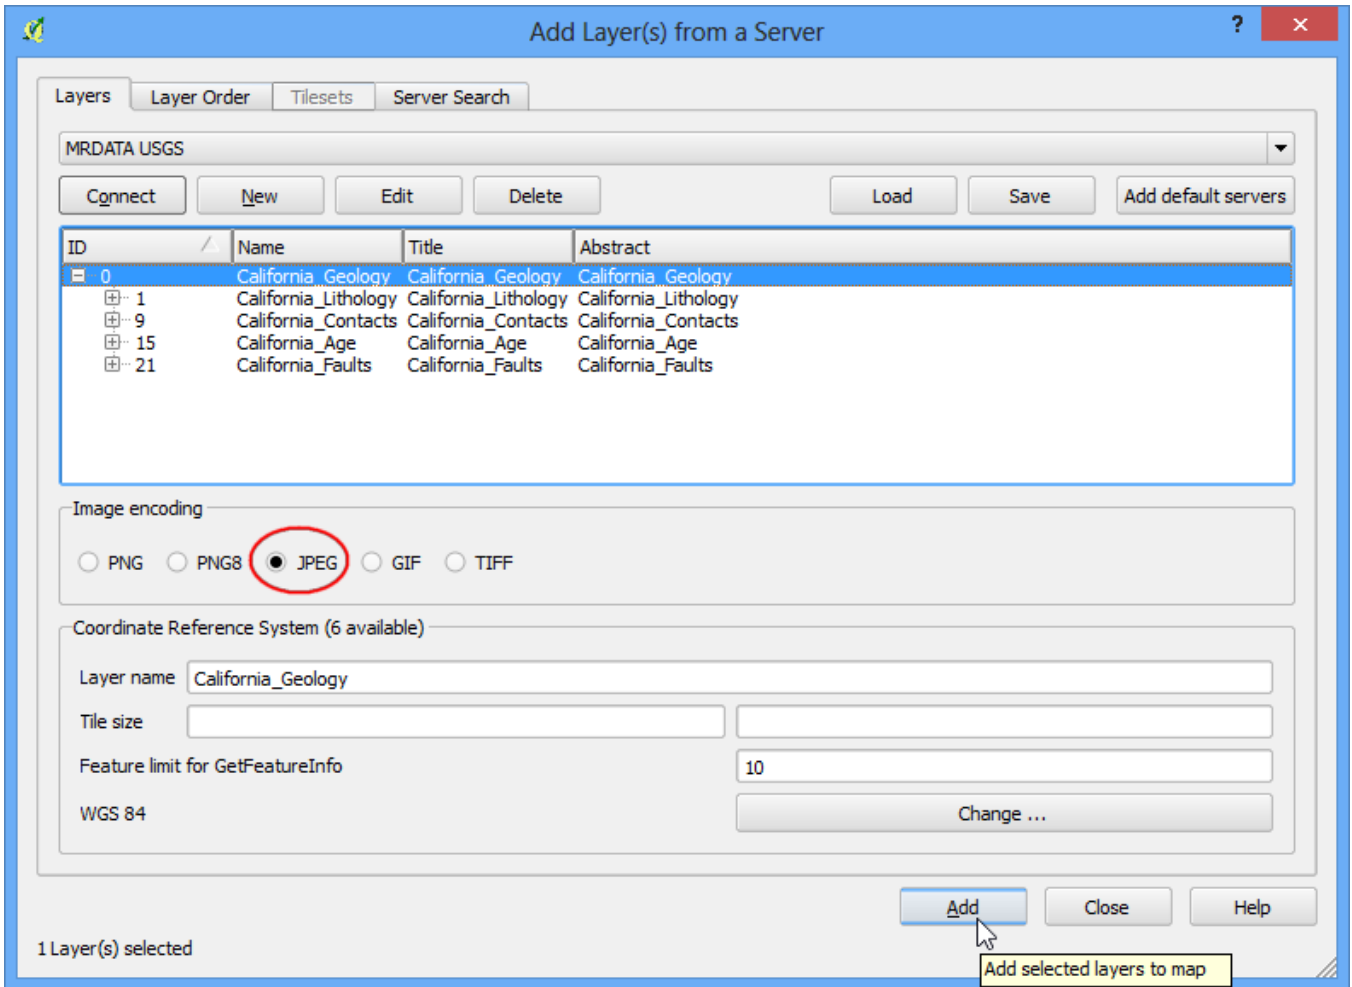 Add Layer(s) from a Server ?
Layers Layer Order Tilesets Server Search
MRDATA USGS
Connect New Edit Delete Load Save Add default servers
ID Name Title Abstract
0 California_Geology California_Geology California_Geology
1 California_Lithology California_Lithology California_Lithology
9 California_Contacts California_Contacts California_Contacts
15 California_Age California_Age California_Age
21 California_Faults California_Faults California_Faults
Image encoding
PNG PNG8 JPEG GIF TIFF
Coordinate Reference System (6 available)
Layer name California_Geology
Tile size
Feature limit for GetFeatureInfo 10
WGS 84 Change ...
Add Close Help
1 Layer(s) selected
Add selected layers to map